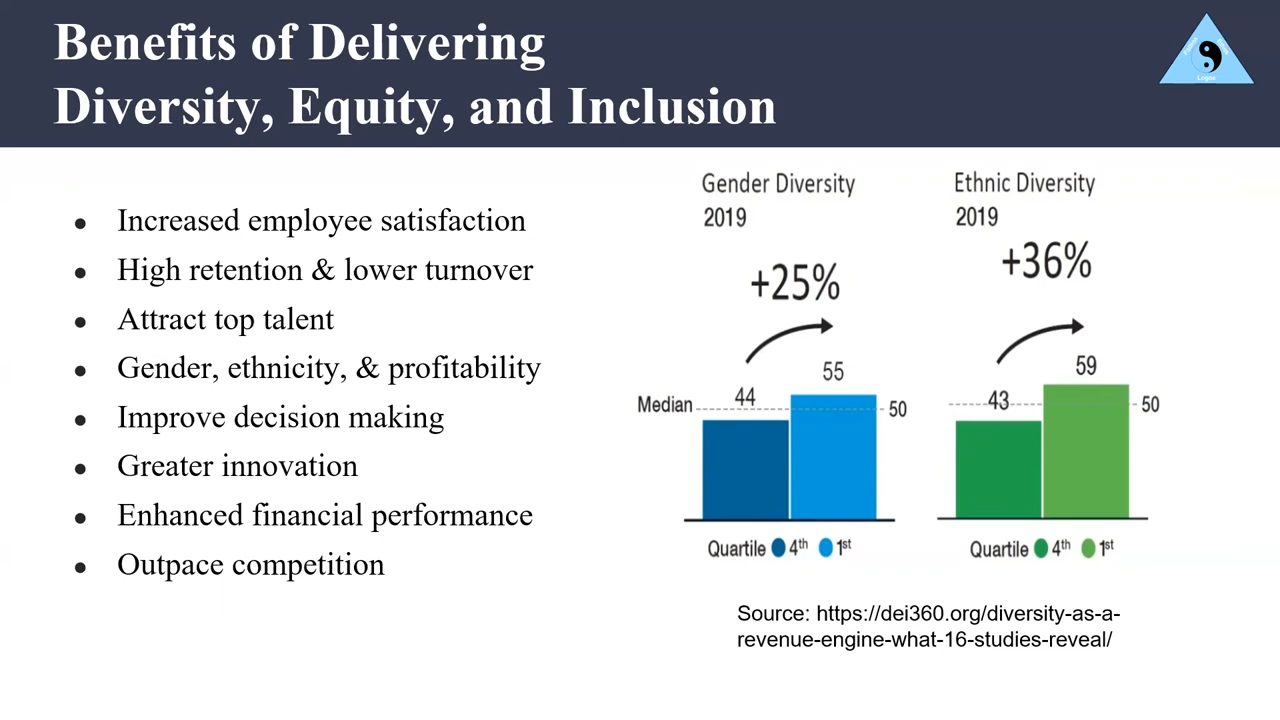 Benefits of Delivering
Diversity, Equity, and Inclusion
Logos
● Increased employee satisfaction
● High retention & lower turnover
● Attract top talent
● Gender, ethnicity, & profitability
● Improve decision making
● Greater innovation
● Enhanced financial performance
● Outpace competition
Gender Diversity
2019
+25%
44
55
Median
50
Quartile 4th 1st
Ethnic Diversity
2019
+36%
43
59
50
Quartile 4th 1st
Source: https://dei360.org/diversity-as-a-
revenue-engine-what-16-studies-reveal/